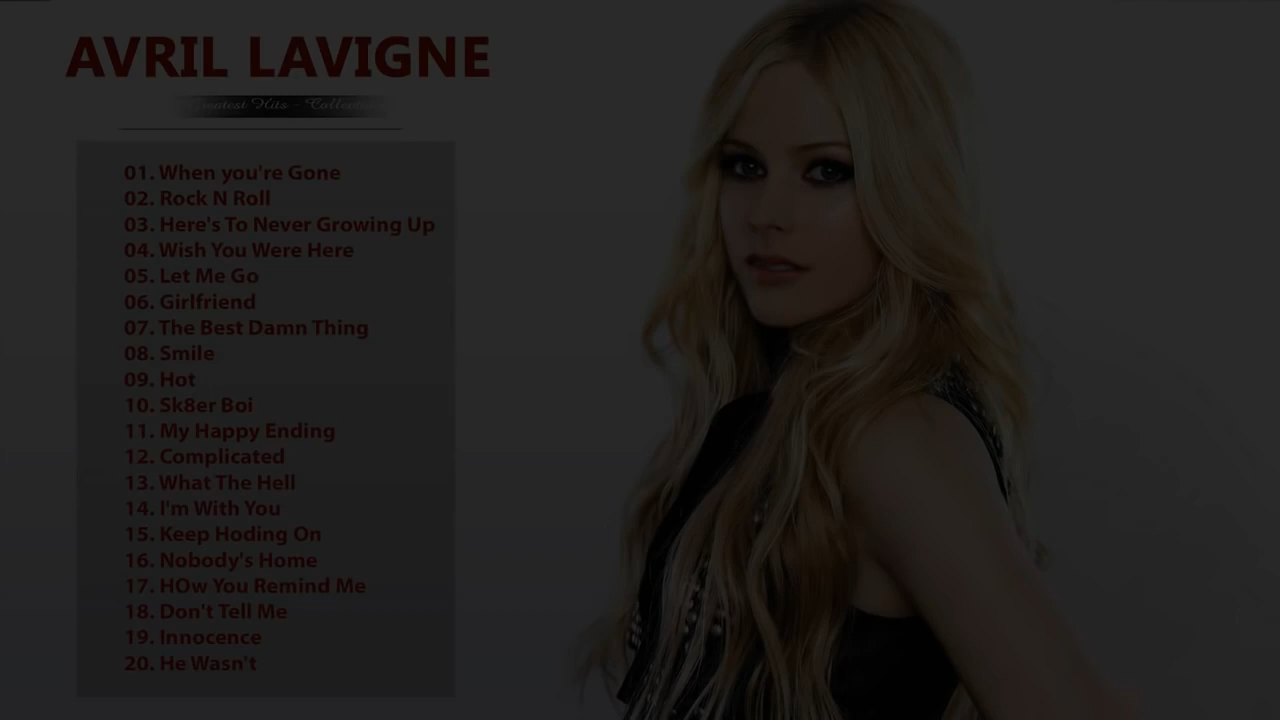 AVRIL LAVIGNE
Greatest Hits - Collection
01. When you're Gone
02. Rock N Roll
03. Here's To Never Growing Up
04. Wish You Were Here
05. Let Me Go
06. Girlfriend
07. The Best Damn Thing
08. Smile
09. Hot
10. Sk8er Boi
11. My Happy Ending
12. Complicated
13. What The Hell
14. I'm With You
15. Keep Hoding On
16. Nobody's Home
17. HOw You Remind Me
18. Don't Tell Me
19. Innocence
20. He Wasn't